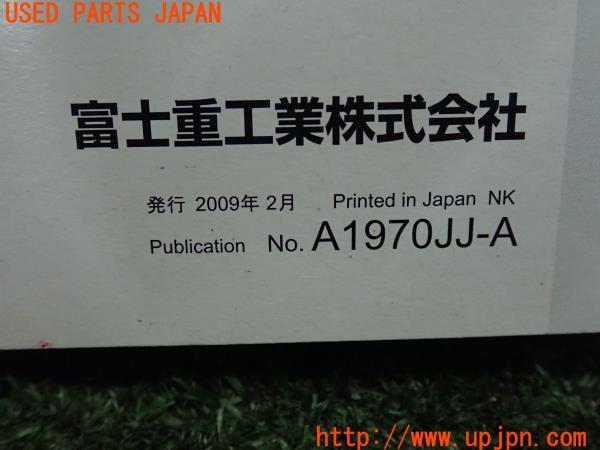 USED PARTS JAPAN
富士重工業株式会社
発行 2009年 2月 Printed in Japan NK
Publication No. A1970JJ-A
http://www.upjpn.com